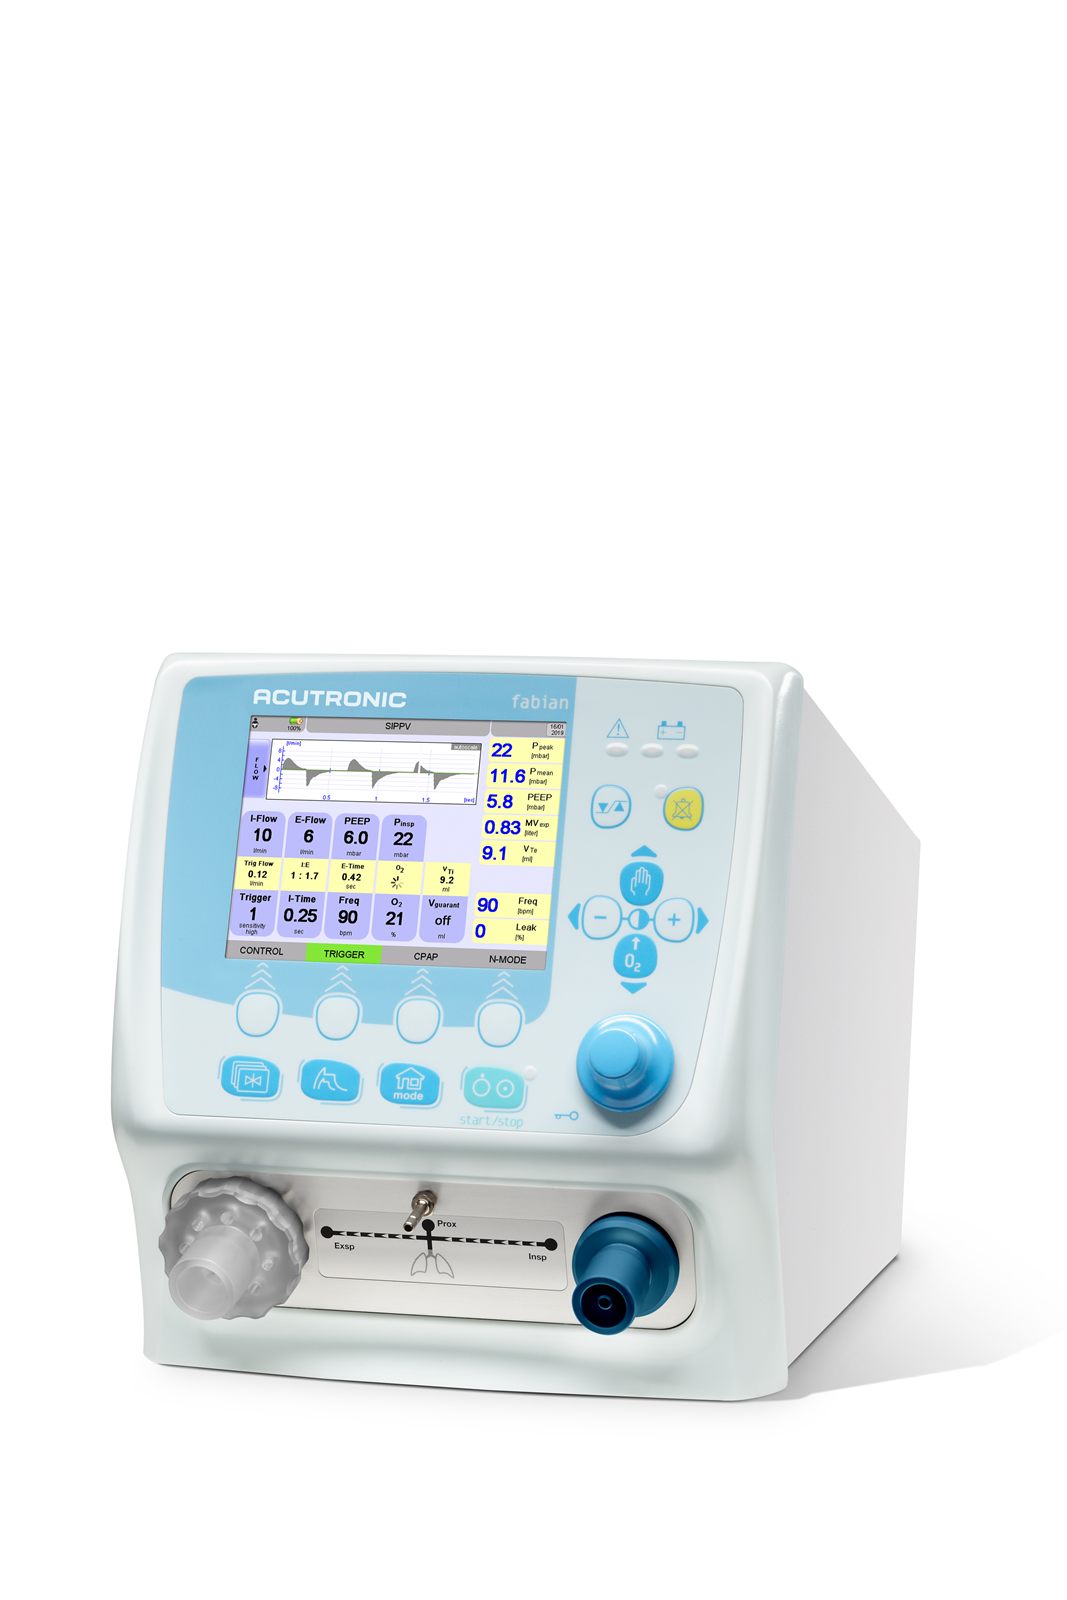 ACUTRONIC
fabian
100%
SIPPV
16/01
2019
FLOW
[l/min]
autoscale
8
4
0
-4
-8
0.5
1
1.5
[sec]
22 Ppeak
[mbar]
11.6 Pmean
[mbar]
5.8 PEEP
[mbar]
0.83 MVexp
[liter]
9.1 VTe
[ml]
90 Freq
[bpm]
0 Leak
[%]
I-Flow
10
l/min
E-Flow
6
l/min
PEEP
6.0
mbar
Pinsp
22
mbar
Trig Flow
0.12
l/min
I:E
1 : 1.7
E-Time
0.42
sec
O2
VTi
9.2
ml
Trigger
1
sensitivity
high
I-Time
0.25
sec
Freq
90
bpm
O2
21
%
Vguarant
off
ml
CONTROL
TRIGGER
CPAP
N-MODE
O2
mode
start/stop
Prox
Exsp
Insp